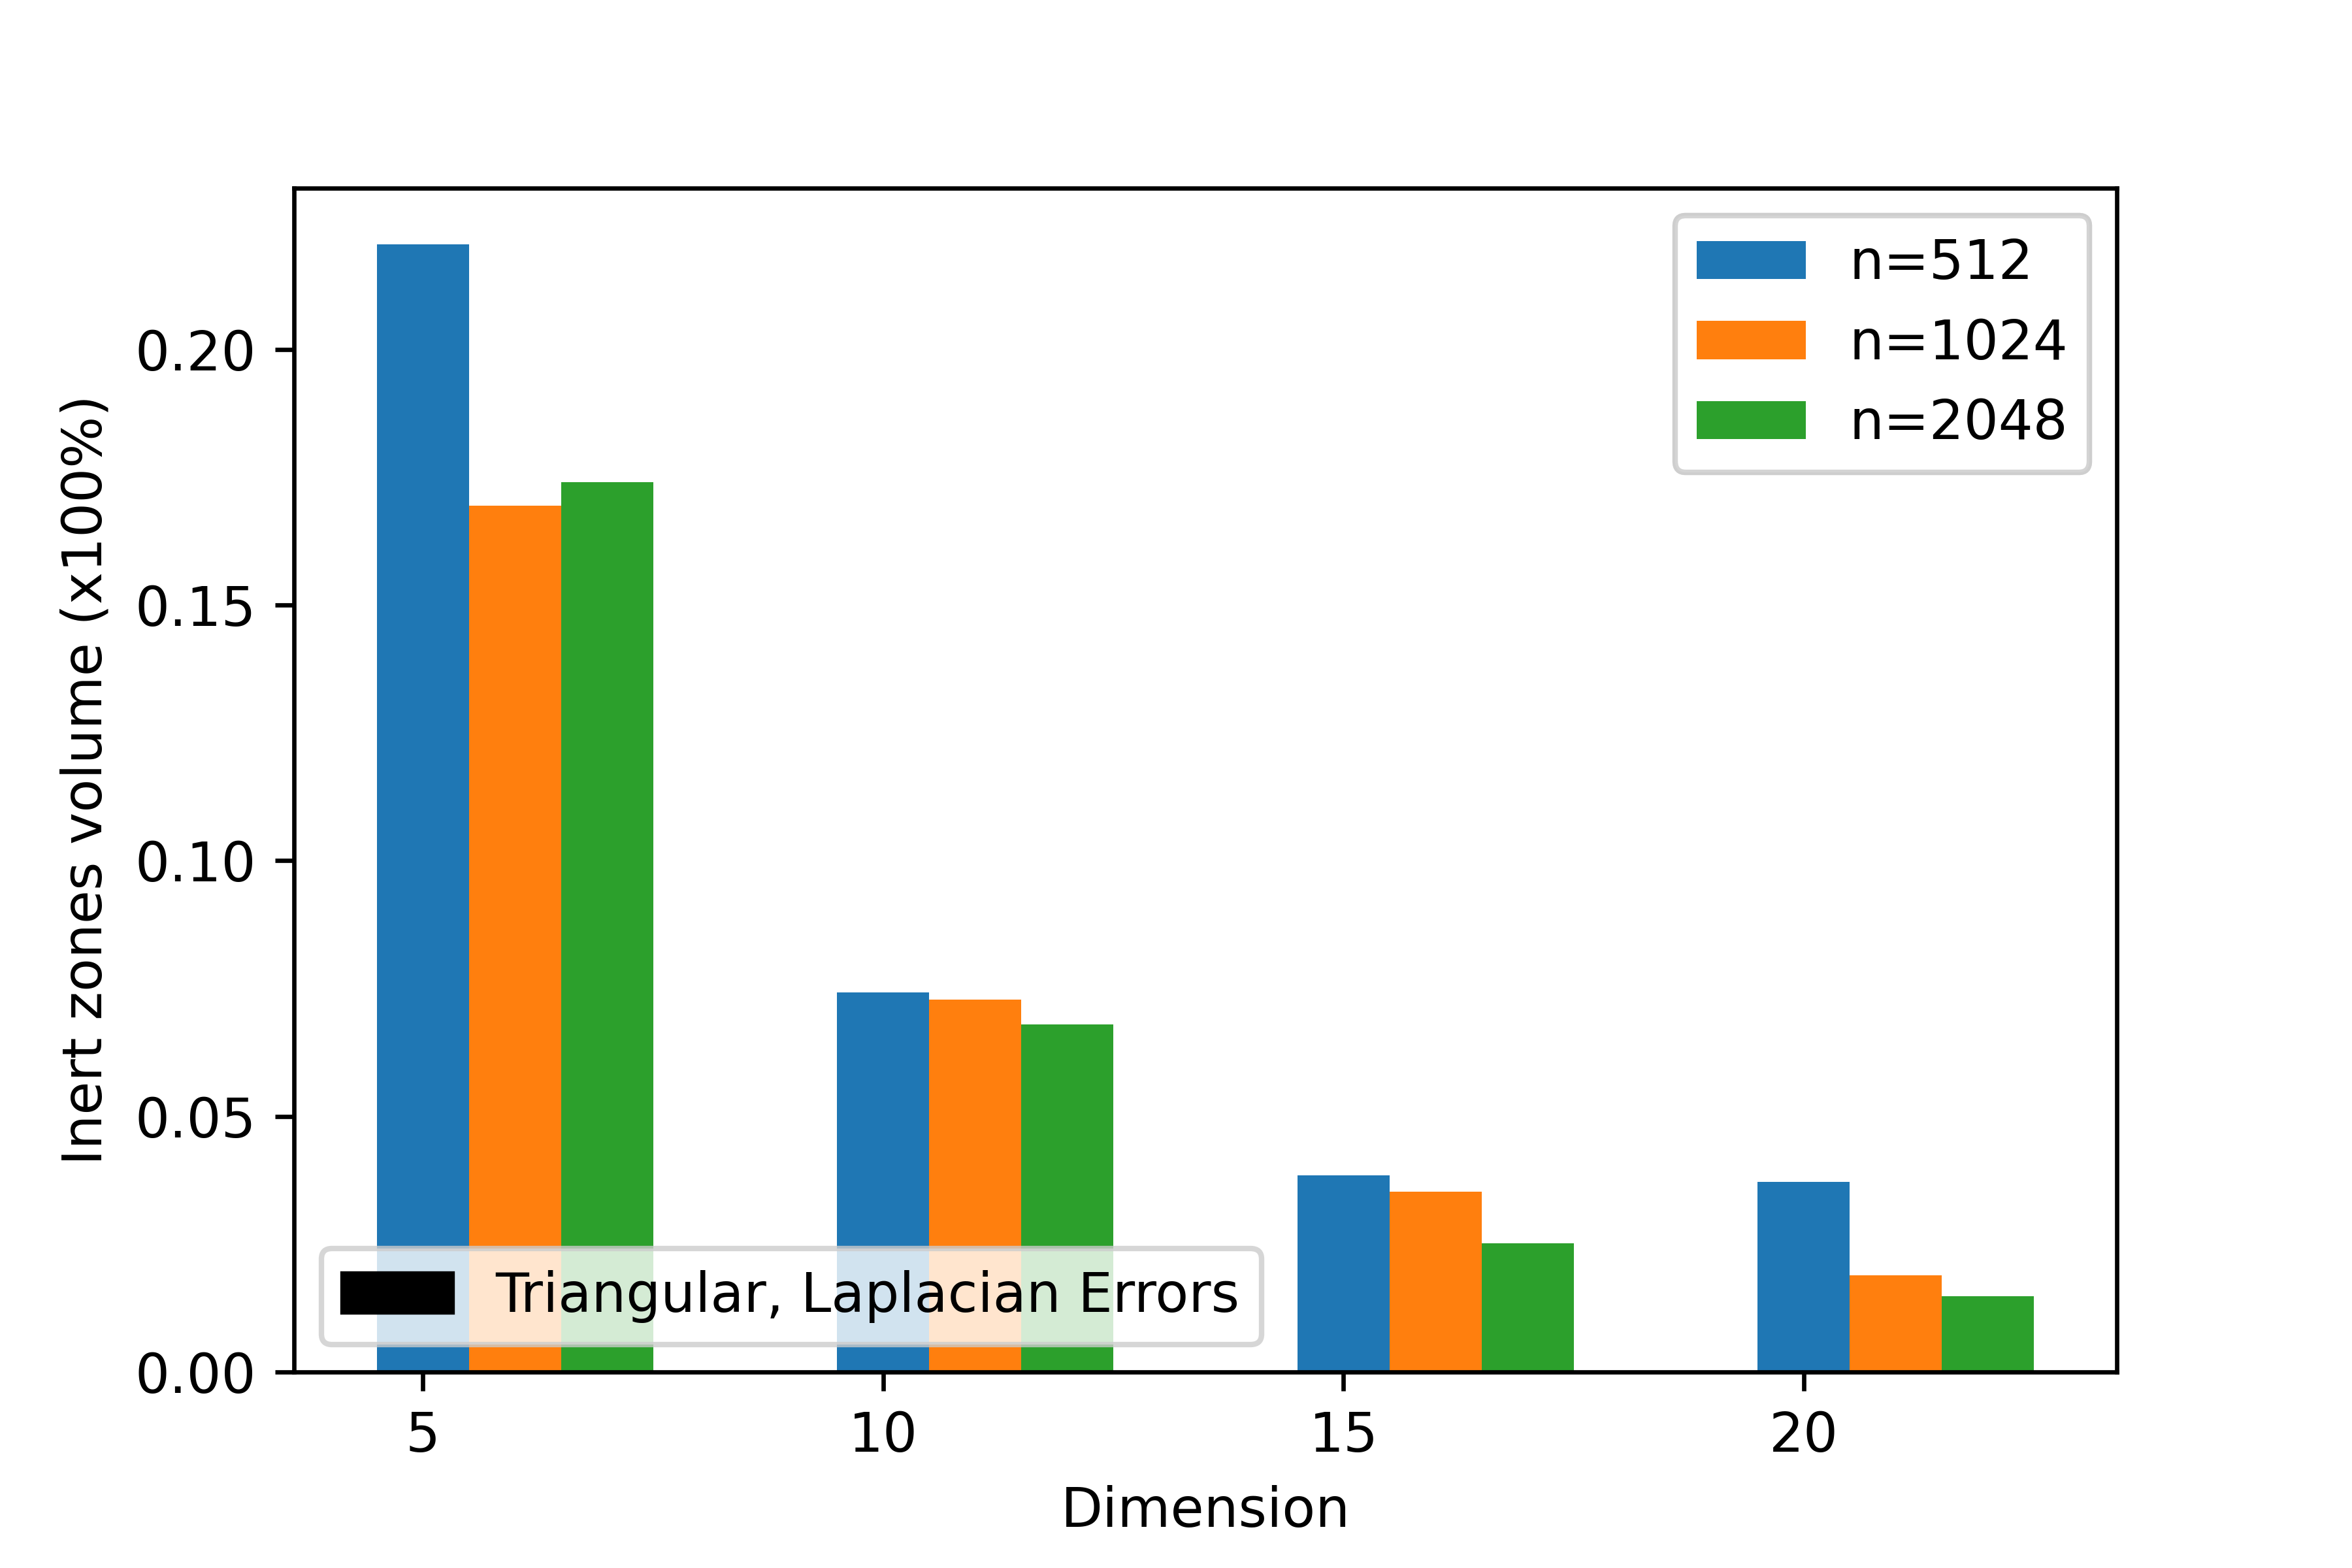 n=512
n=1024
n=2048
0.20
0.15
0.10
0.05
0.00
Inert zones volume (x100%)
Triangular, Laplacian Errors
5 10 15 20
Dimension